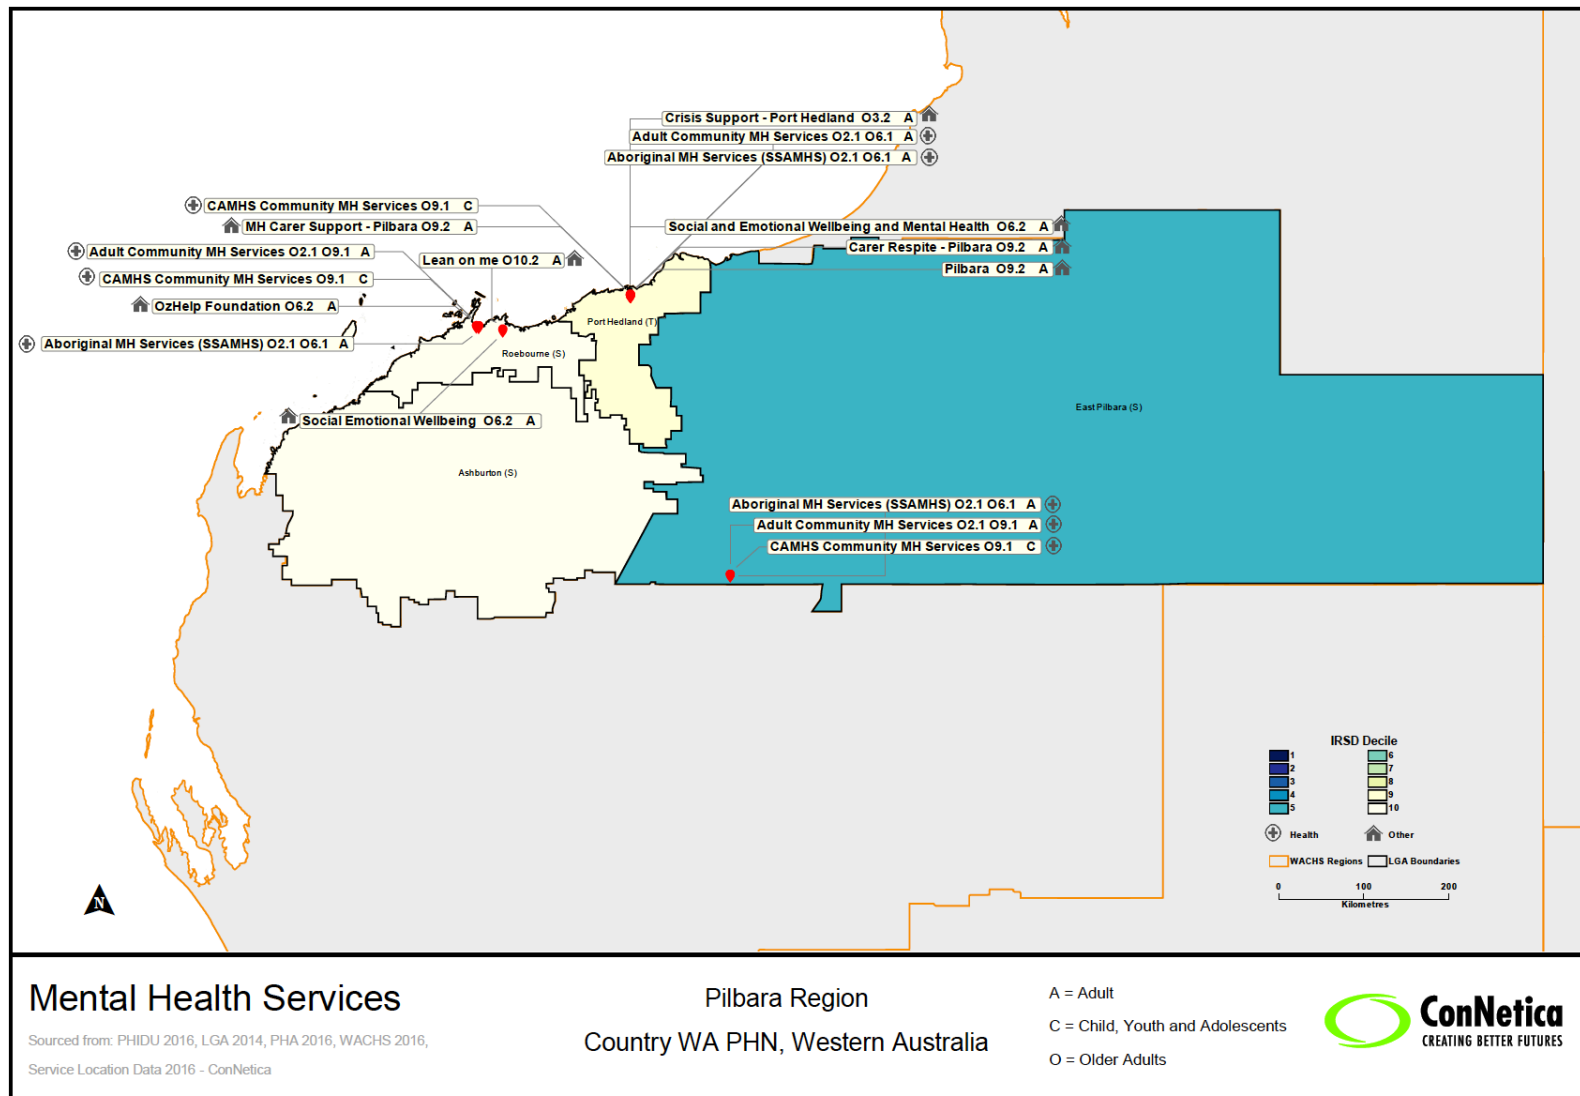 Crisis Support - Port Hedland O3.2 A
Adult Community MH Services O2.1 O6.1 A
Aboriginal MH Services (SSAMHS) O2.1 O6.1 A
CAMHS Community MH Services O9.1 C
MH Carer Support - Pilbara O9.2 A
Social and Emotional Wellbeing and Mental Health O6.2 A
Adult Community MH Services O2.1 O9.1 A
Lean on me O10.2 A
Carer Respite - Pilbara O9.2 A
Pilbara O9.2 A
CAMHS Community MH Services O9.1 C
OzHelp Foundation O6.2 A
Port Hedland (T)
Aboriginal MH Services (SSAMHS) O2.1 O6.1 A
Roebourne (S)
East Pilbara (S)
Social Emotional Wellbeing O6.2 A
Ashburton (S)
Aboriginal MH Services (SSAMHS) O2.1 O6.1 A
Adult Community MH Services O2.1 O9.1 A
CAMHS Community MH Services O9.1 C
IRSD Decile
1 6
2 7
3 8
4 9
5 10
Health Other
WACHS Regions LGA Boundaries
0 100 200
Kilometres
N
Mental Health Services
Sourced from: PHIDU 2016, LGA 2014, PHA 2016, WACHS 2016,
Service Location Data 2016 - ConNetica
Pilbara Region
Country WA PHN, Western Australia
A = Adult
C = Child, Youth and Adolescents
O = Older Adults
ConNetica
CREATING BETTER FUTURES